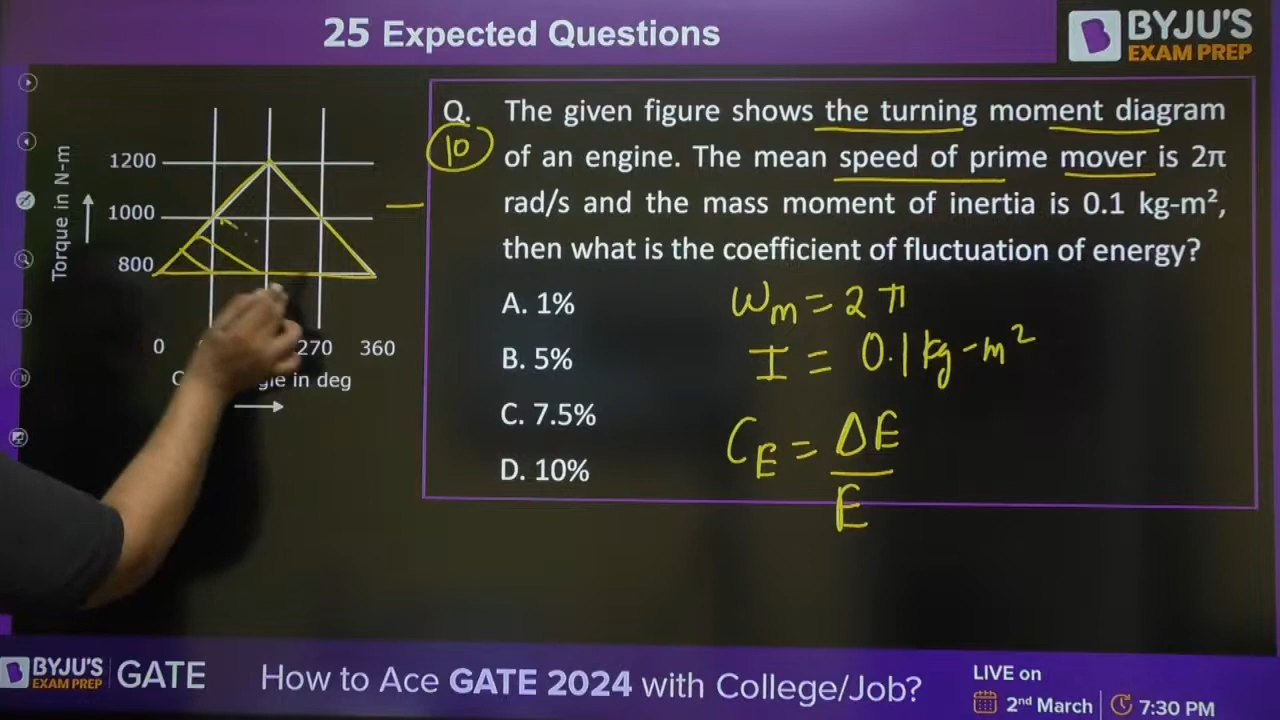 25 Expected Questions
BYJU'S
EXAM PREP
Torque in N-m
1200
1000
800
0
270
360
gle in deg
Q.
10
The given figure shows the turning moment diagram
of an engine. The mean speed of prime mover is 2π
rad/s and the mass moment of inertia is 0.1 kg-m²,
then what is the coefficient of fluctuation of energy?
A. 1%
B. 5%
C. 7.5%
D. 10%
ωm = 2π
I = 0.1 kg-m²
CE = ΔE
E
BYJU'S
EXAM PREP
GATE
How to Ace GATE 2024 with College/Job?
LIVE on
2nd March
7:30 PM